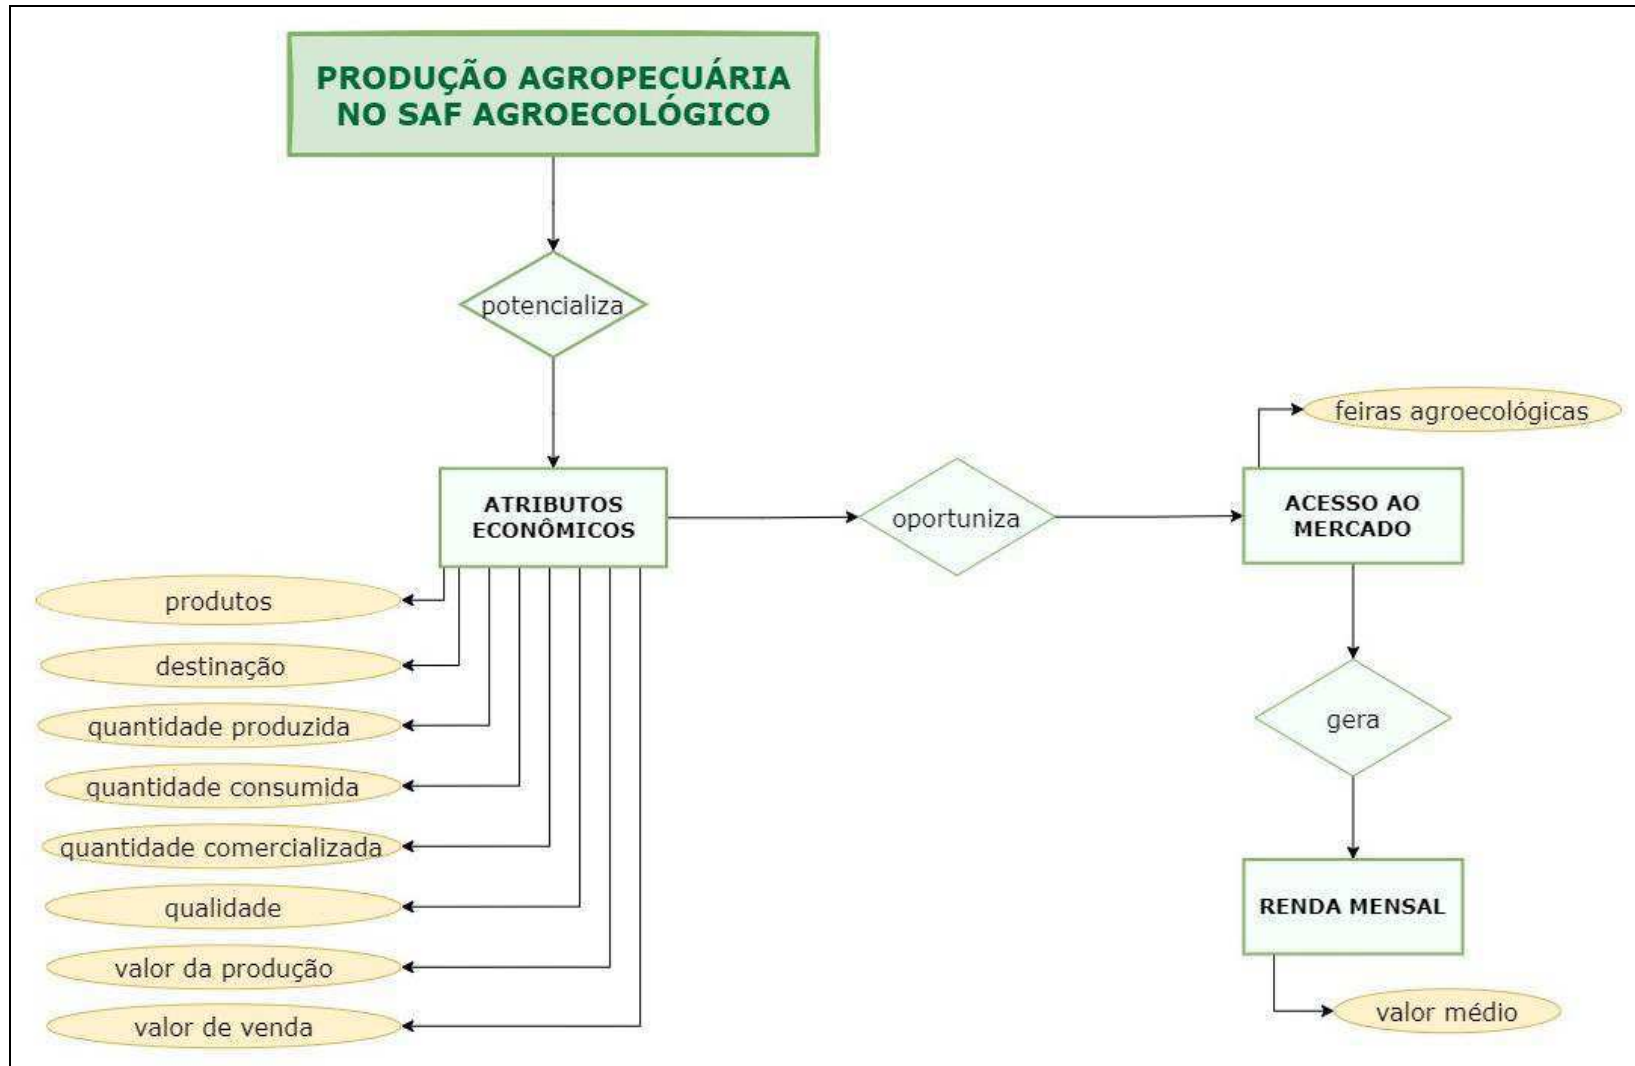 PRODUÇÃO AGROPECUÁRIA
NO SAF AGROECOLÓGICO
potencializa
feiras agroecológicas
ATRIBUTOS
ECONÔMICOS
oportuniza
ACESSO AO
MERCADO
produtos
destinação
quantidade produzida
quantidade consumida
quantidade comercializada
qualidade
valor da produção
valor de venda
gera
RENDA MENSAL
valor médio